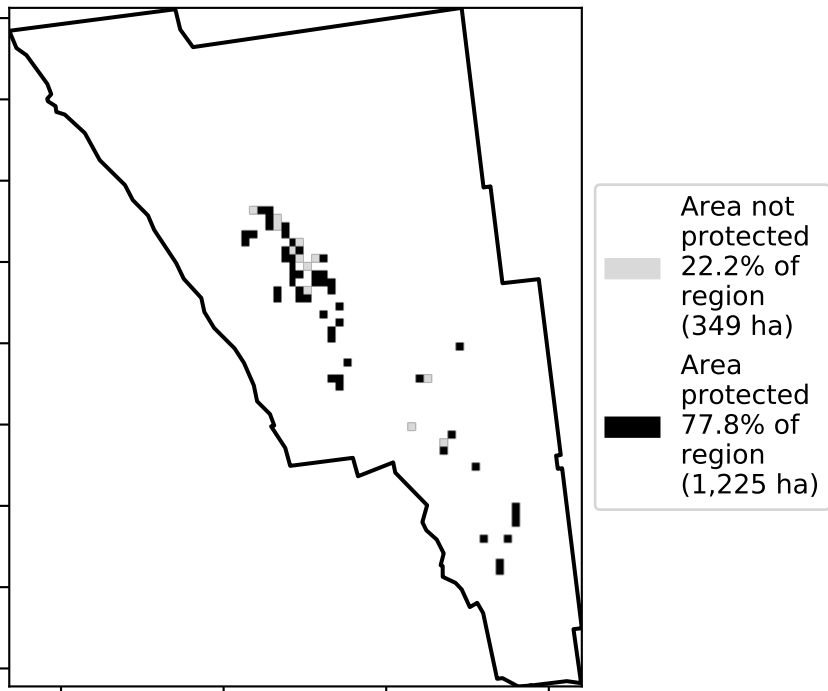 Area not
protected
22.2% of
region
(349 ha)
Area
protected
77.8% of
region
(1,225 ha)